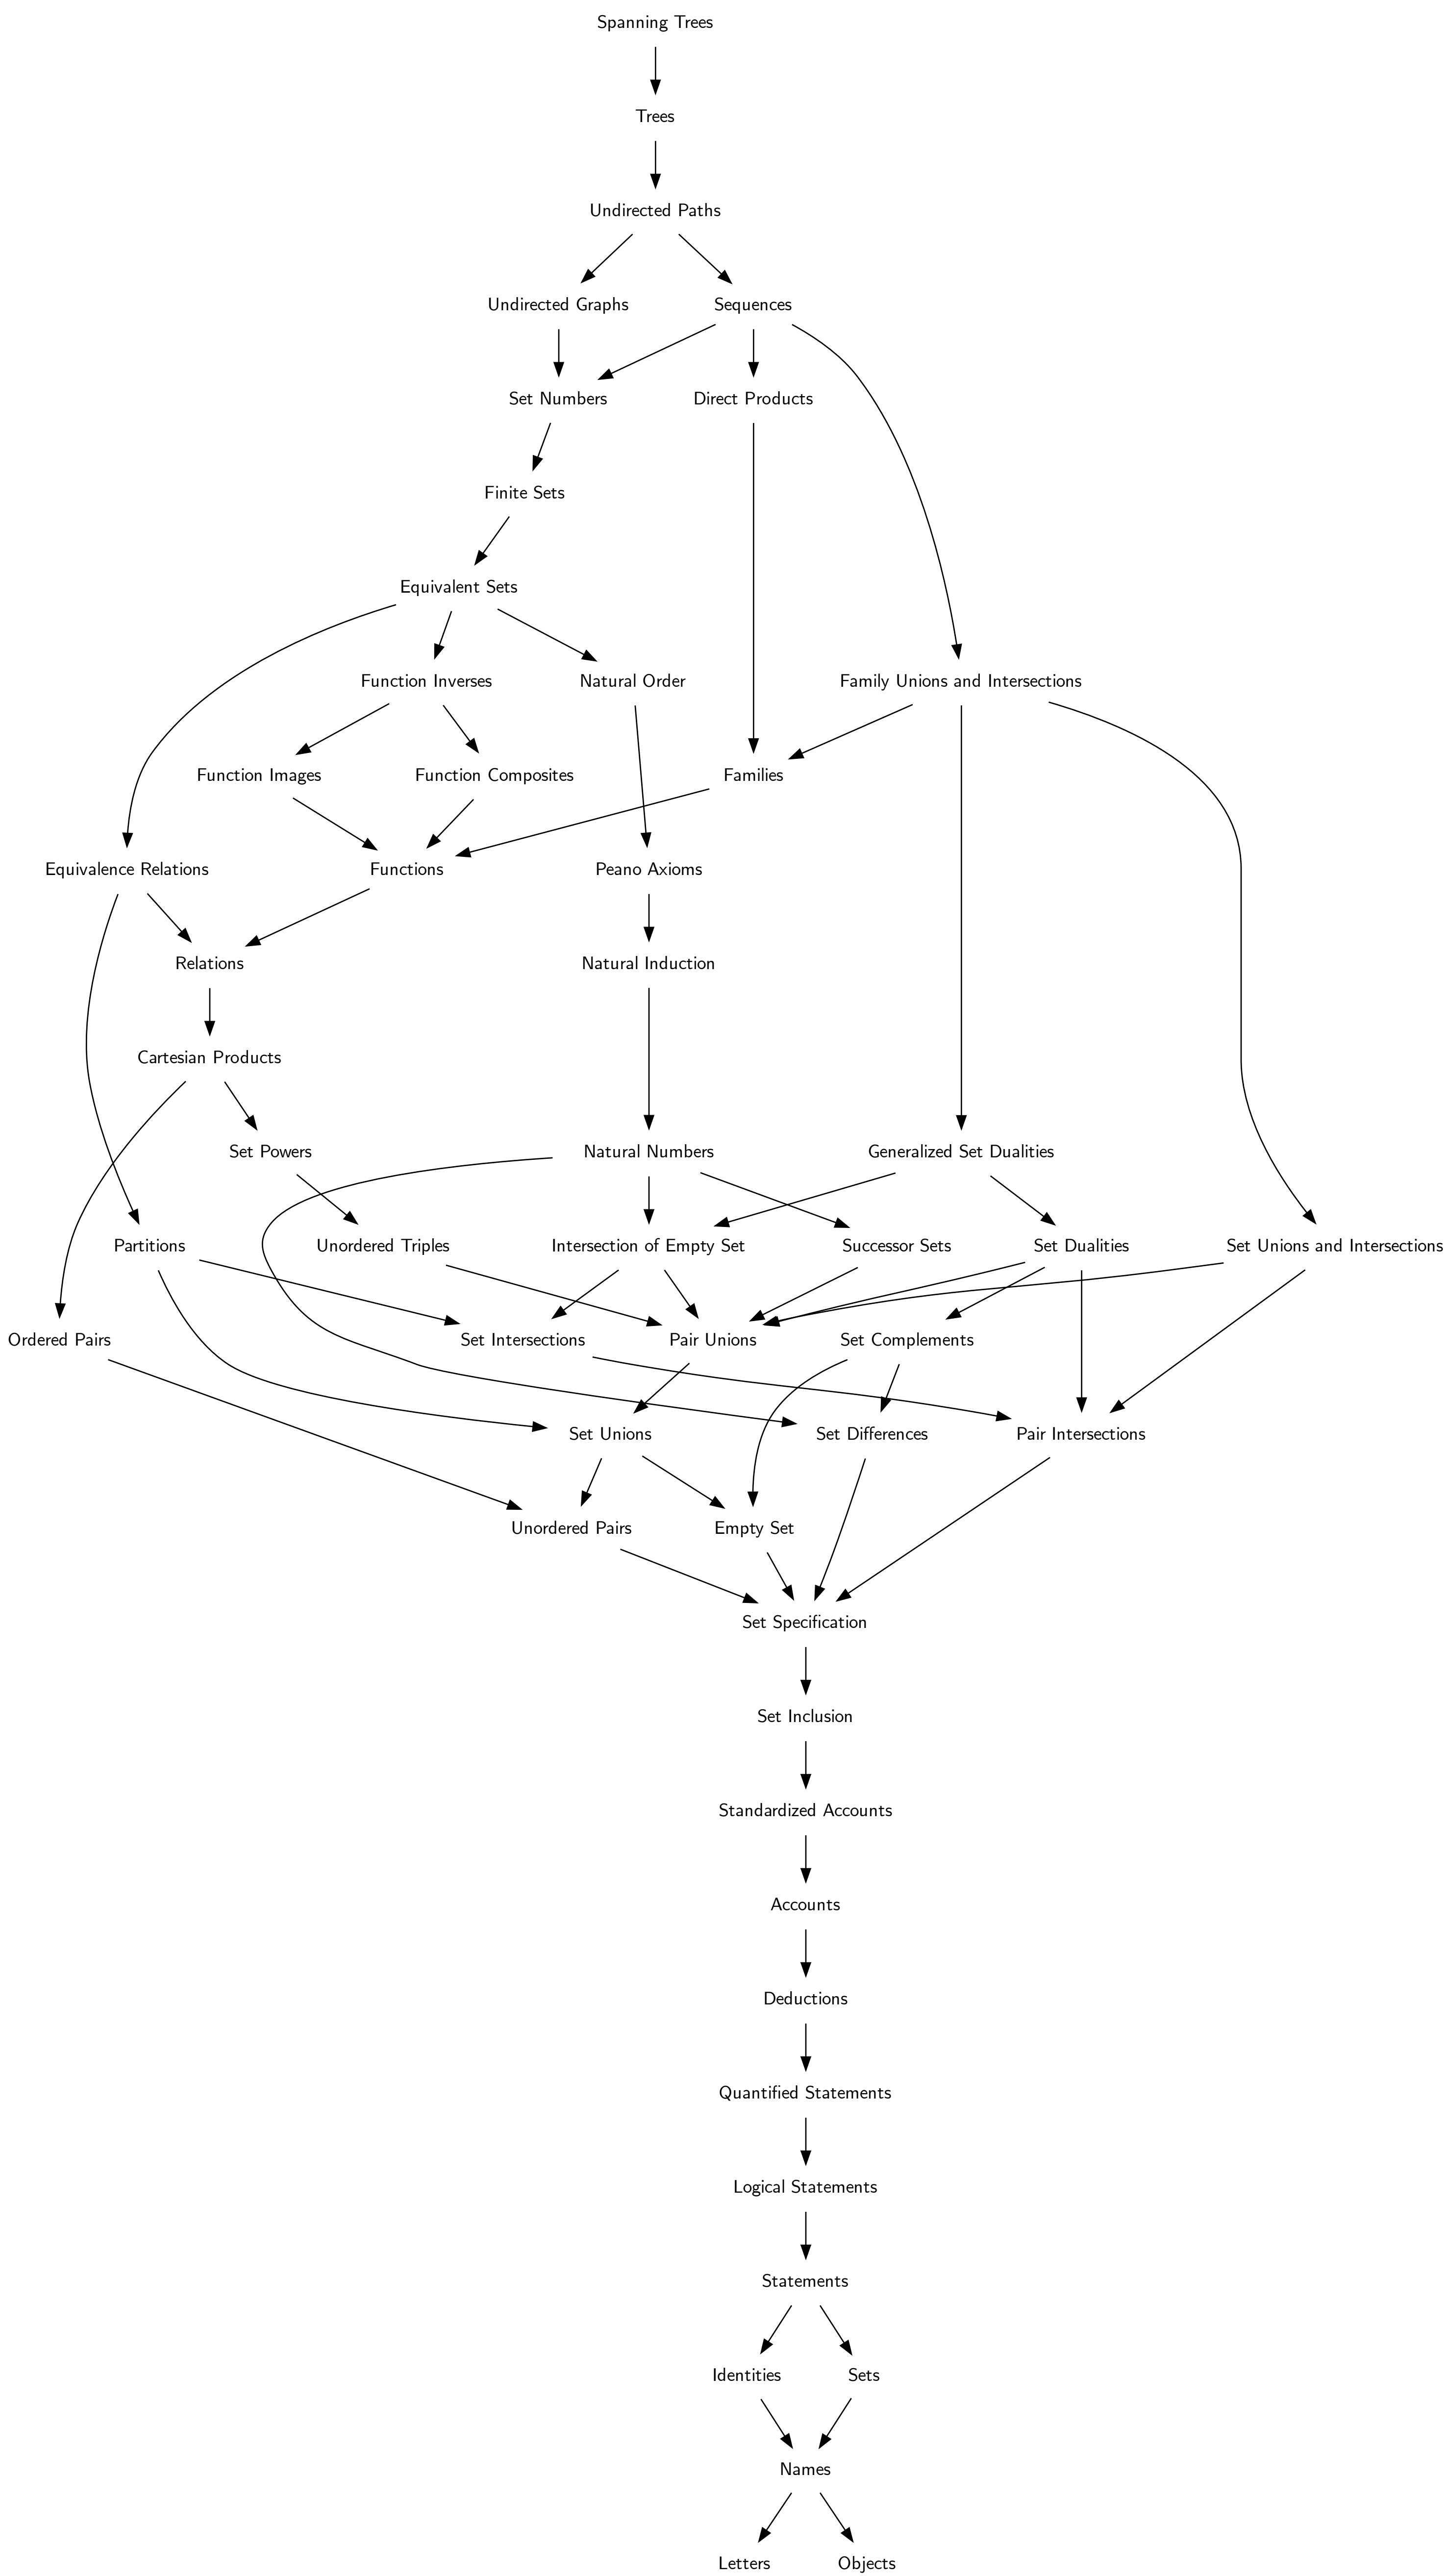 Spanning Trees
Trees
Undirected Paths
Undirected Graphs
Sequences
Set Numbers
Direct Products
Finite Sets
Equivalent Sets
Function Inverses
Natural Order
Family Unions and Intersections
Function Images
Function Composites
Families
Equivalence Relations
Functions
Peano Axioms
Relations
Natural Induction
Cartesian Products
Set Powers
Natural Numbers
Generalized Set Dualities
Partitions
Unordered Triples
Intersection of Empty Set
Successor Sets
Set Dualities
Set Unions and Intersections
Ordered Pairs
Set Intersections
Pair Unions
Set Complements
Set Unions
Set Differences
Pair Intersections
Unordered Pairs
Empty Set
Set Specification
Set Inclusion
Standardized Accounts
Accounts
Deductions
Quantified Statements
Logical Statements
Statements
Identities
Sets
Names
Letters
Objects